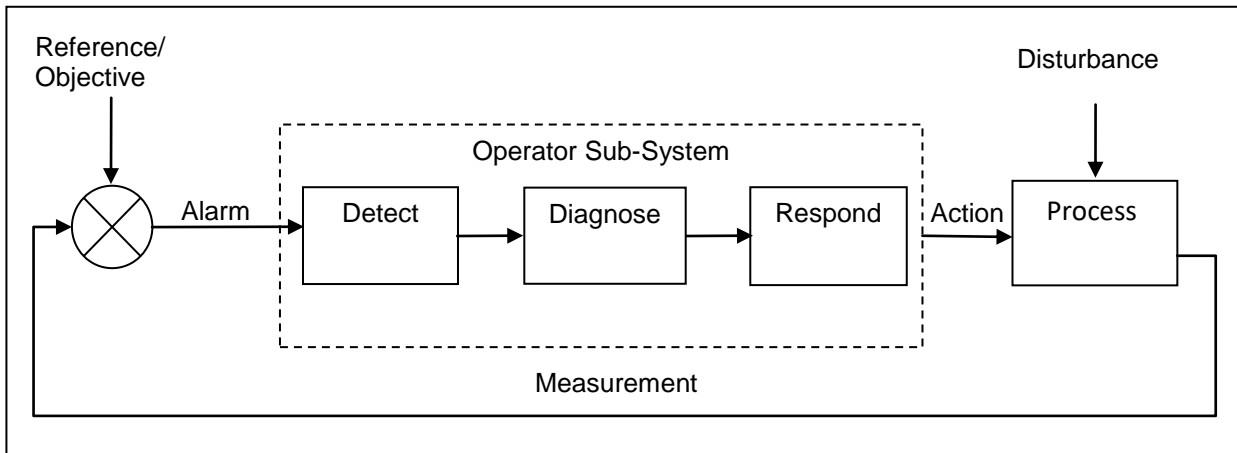 Reference/
Objective
Disturbance
Operator Sub-System
Alarm
Detect
Diagnose
Respond
Action
Process
Measurement